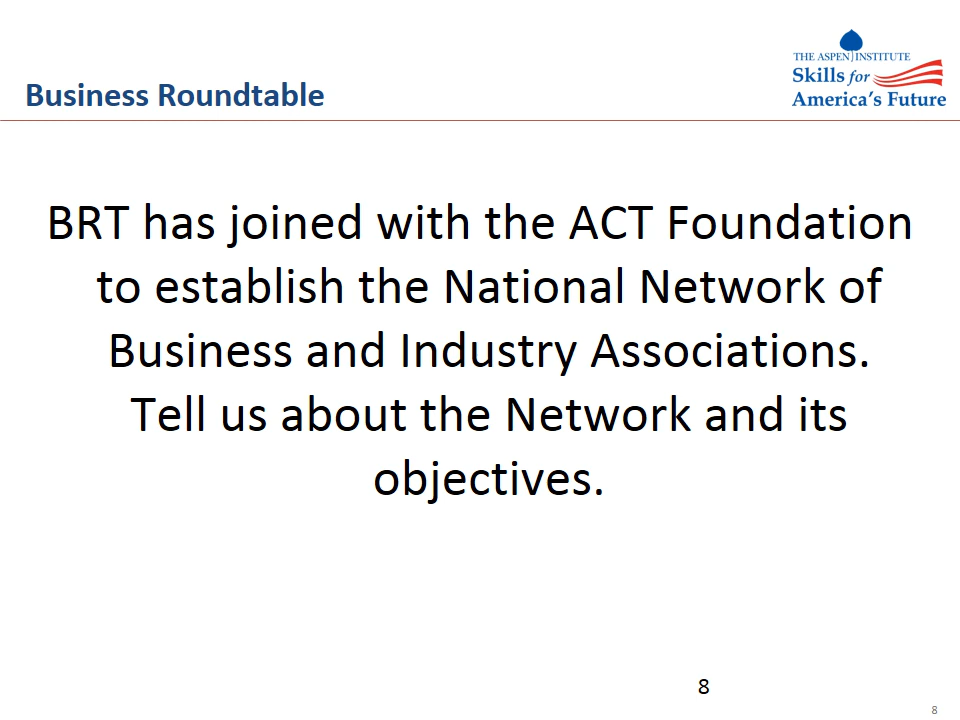 THE ASPEN INSTITUTE
Skills for
America's Future
Business Roundtable
BRT has joined with the ACT Foundation
to establish the National Network of
Business and Industry Associations.
Tell us about the Network and its
objectives.
8
8